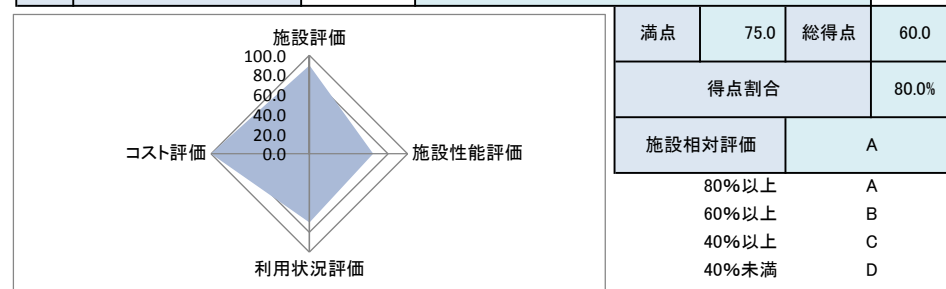 施設評価
100.0
80.0
60.0
40.0
20.0
0.0
コスト評価
施設性能評価
利用状況評価
満点 75.0 総得点 60.0
得点割合 80.0%
施設相対評価 A
80%以上 A
60%以上 B
40%以上 C
40%未満 D